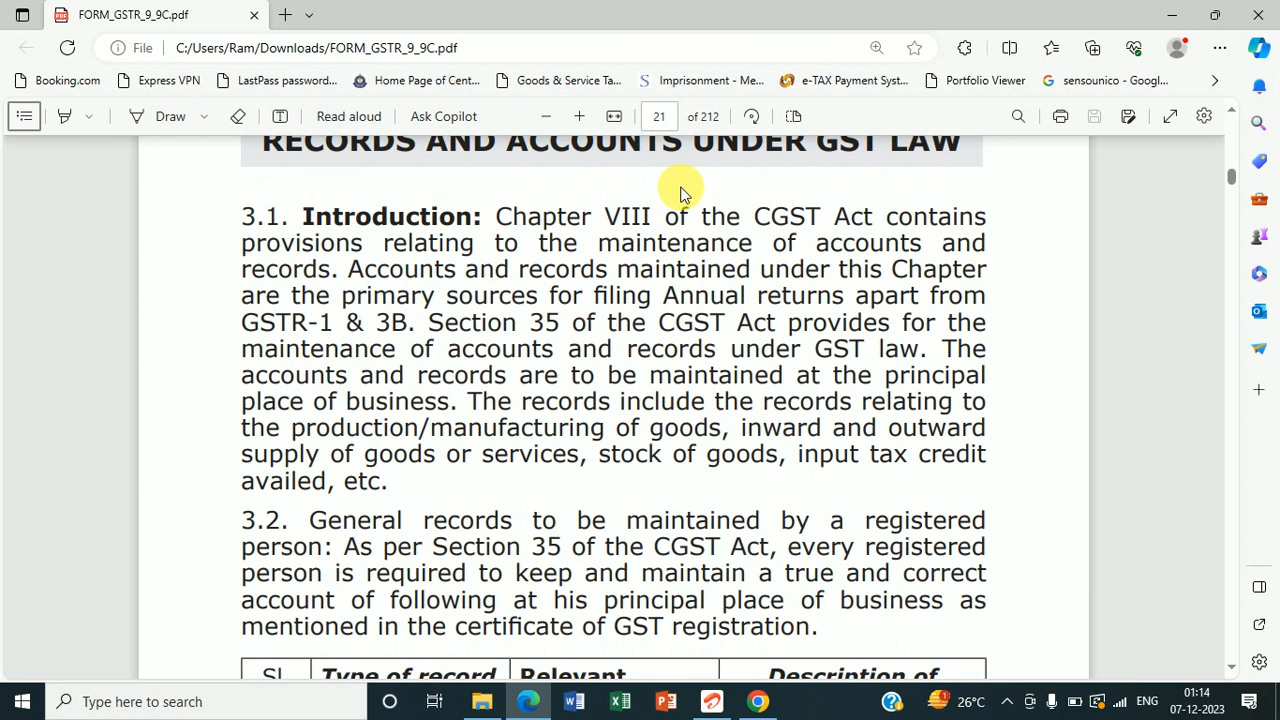 FORM_GSTR_9_9C.pdf
File C:/Users/Ram/Downloads/FORM_GSTR_9_9C.pdf
Booking.com Express VPN LastPass password... Home Page of Cent... Goods & Service Ta... Imprisonment - Me... e-TAX Payment Syst... Portfolio Viewer sensounico - Googl...
Draw Read aloud Ask Copilot 21 of 212
RECORDS AND ACCOUNTS UNDER GST LAW
3.1. Introduction: Chapter VIII of the CGST Act contains
provisions relating to the maintenance of accounts and
records. Accounts and records maintained under this Chapter
are the primary sources for filing Annual returns apart from
GSTR-1 & 3B. Section 35 of the CGST Act provides for the
maintenance of accounts and records under GST law. The
accounts and records are to be maintained at the principal
place of business. The records include the records relating to
the production/manufacturing of goods, inward and outward
supply of goods or services, stock of goods, input tax credit
availed, etc.
3.2. General records to be maintained by a registered
person: As per Section 35 of the CGST Act, every registered
person is required to keep and maintain a true and correct
account of following at his principal place of business as
mentioned in the certificate of GST registration.
Sl Type of record Relevant Description of
Type here to search 26°C ENG 01:14
07-12-2023